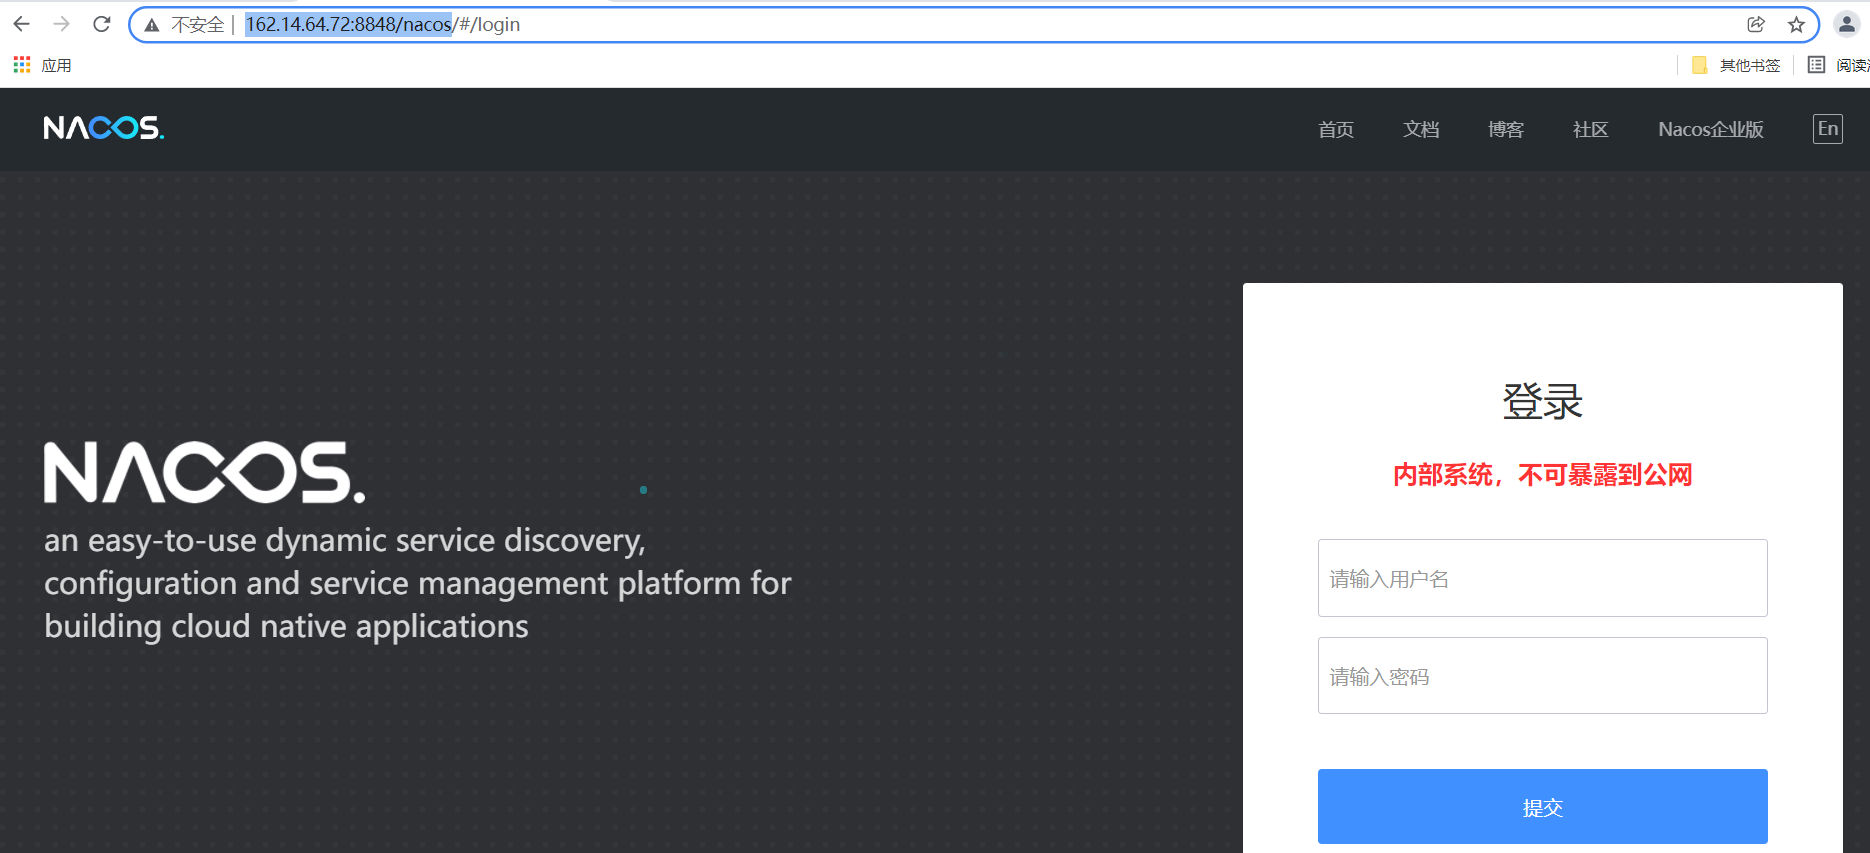 不安全 | 162.14.64.72:8848/nacos/#/login
应用
其他书签
阅读
NACOS.
首页 文档 博客 社区 Nacos企业版 En
NACOS.
an easy-to-use dynamic service discovery,
configuration and service management platform for
building cloud native applications
登录
内部系统，不可暴露到公网
请输入用户名
请输入密码
提交